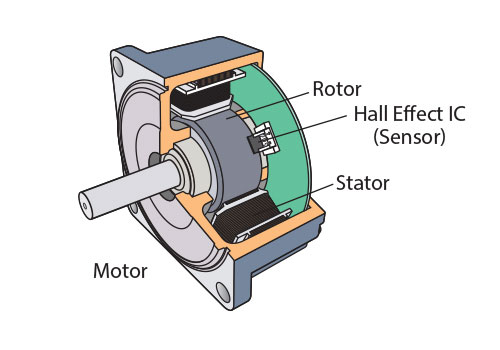 Rotor
Hall Effect IC
(Sensor)
Stator
Motor